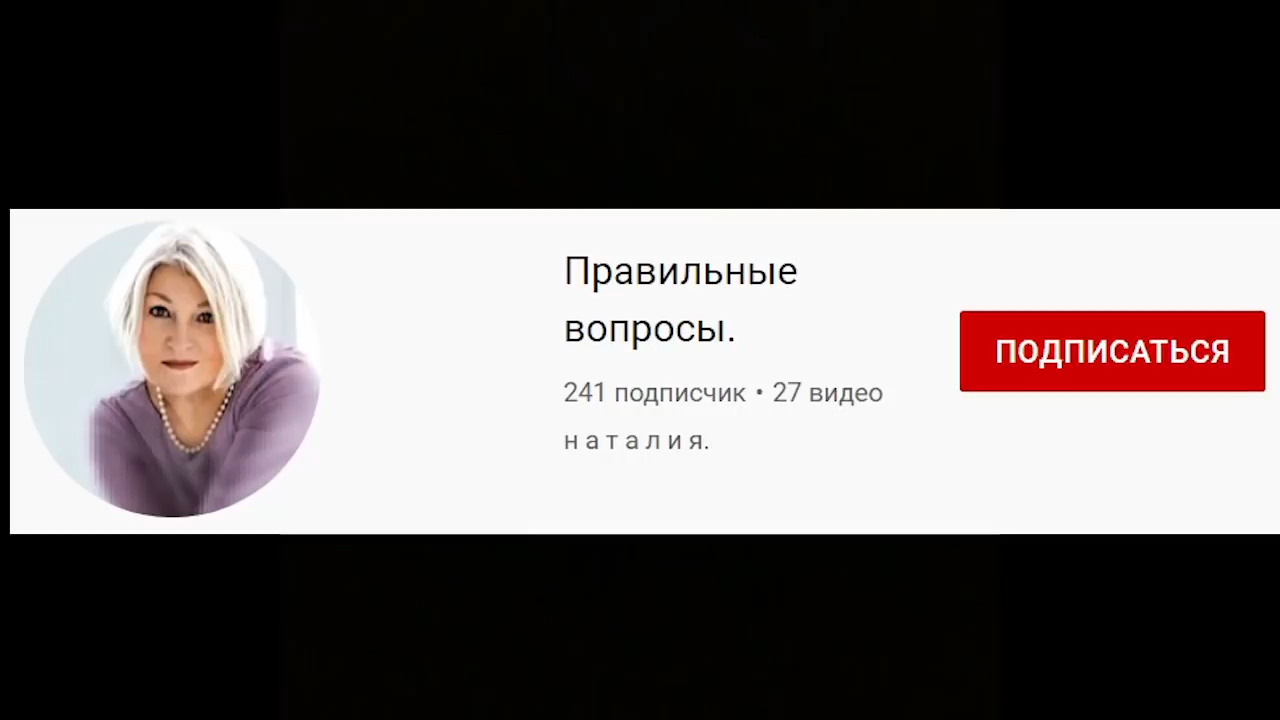 Правильные
вопросы.
241 подписчик • 27 видео
н а т а л и я.
ПОДПИСАТЬСЯ